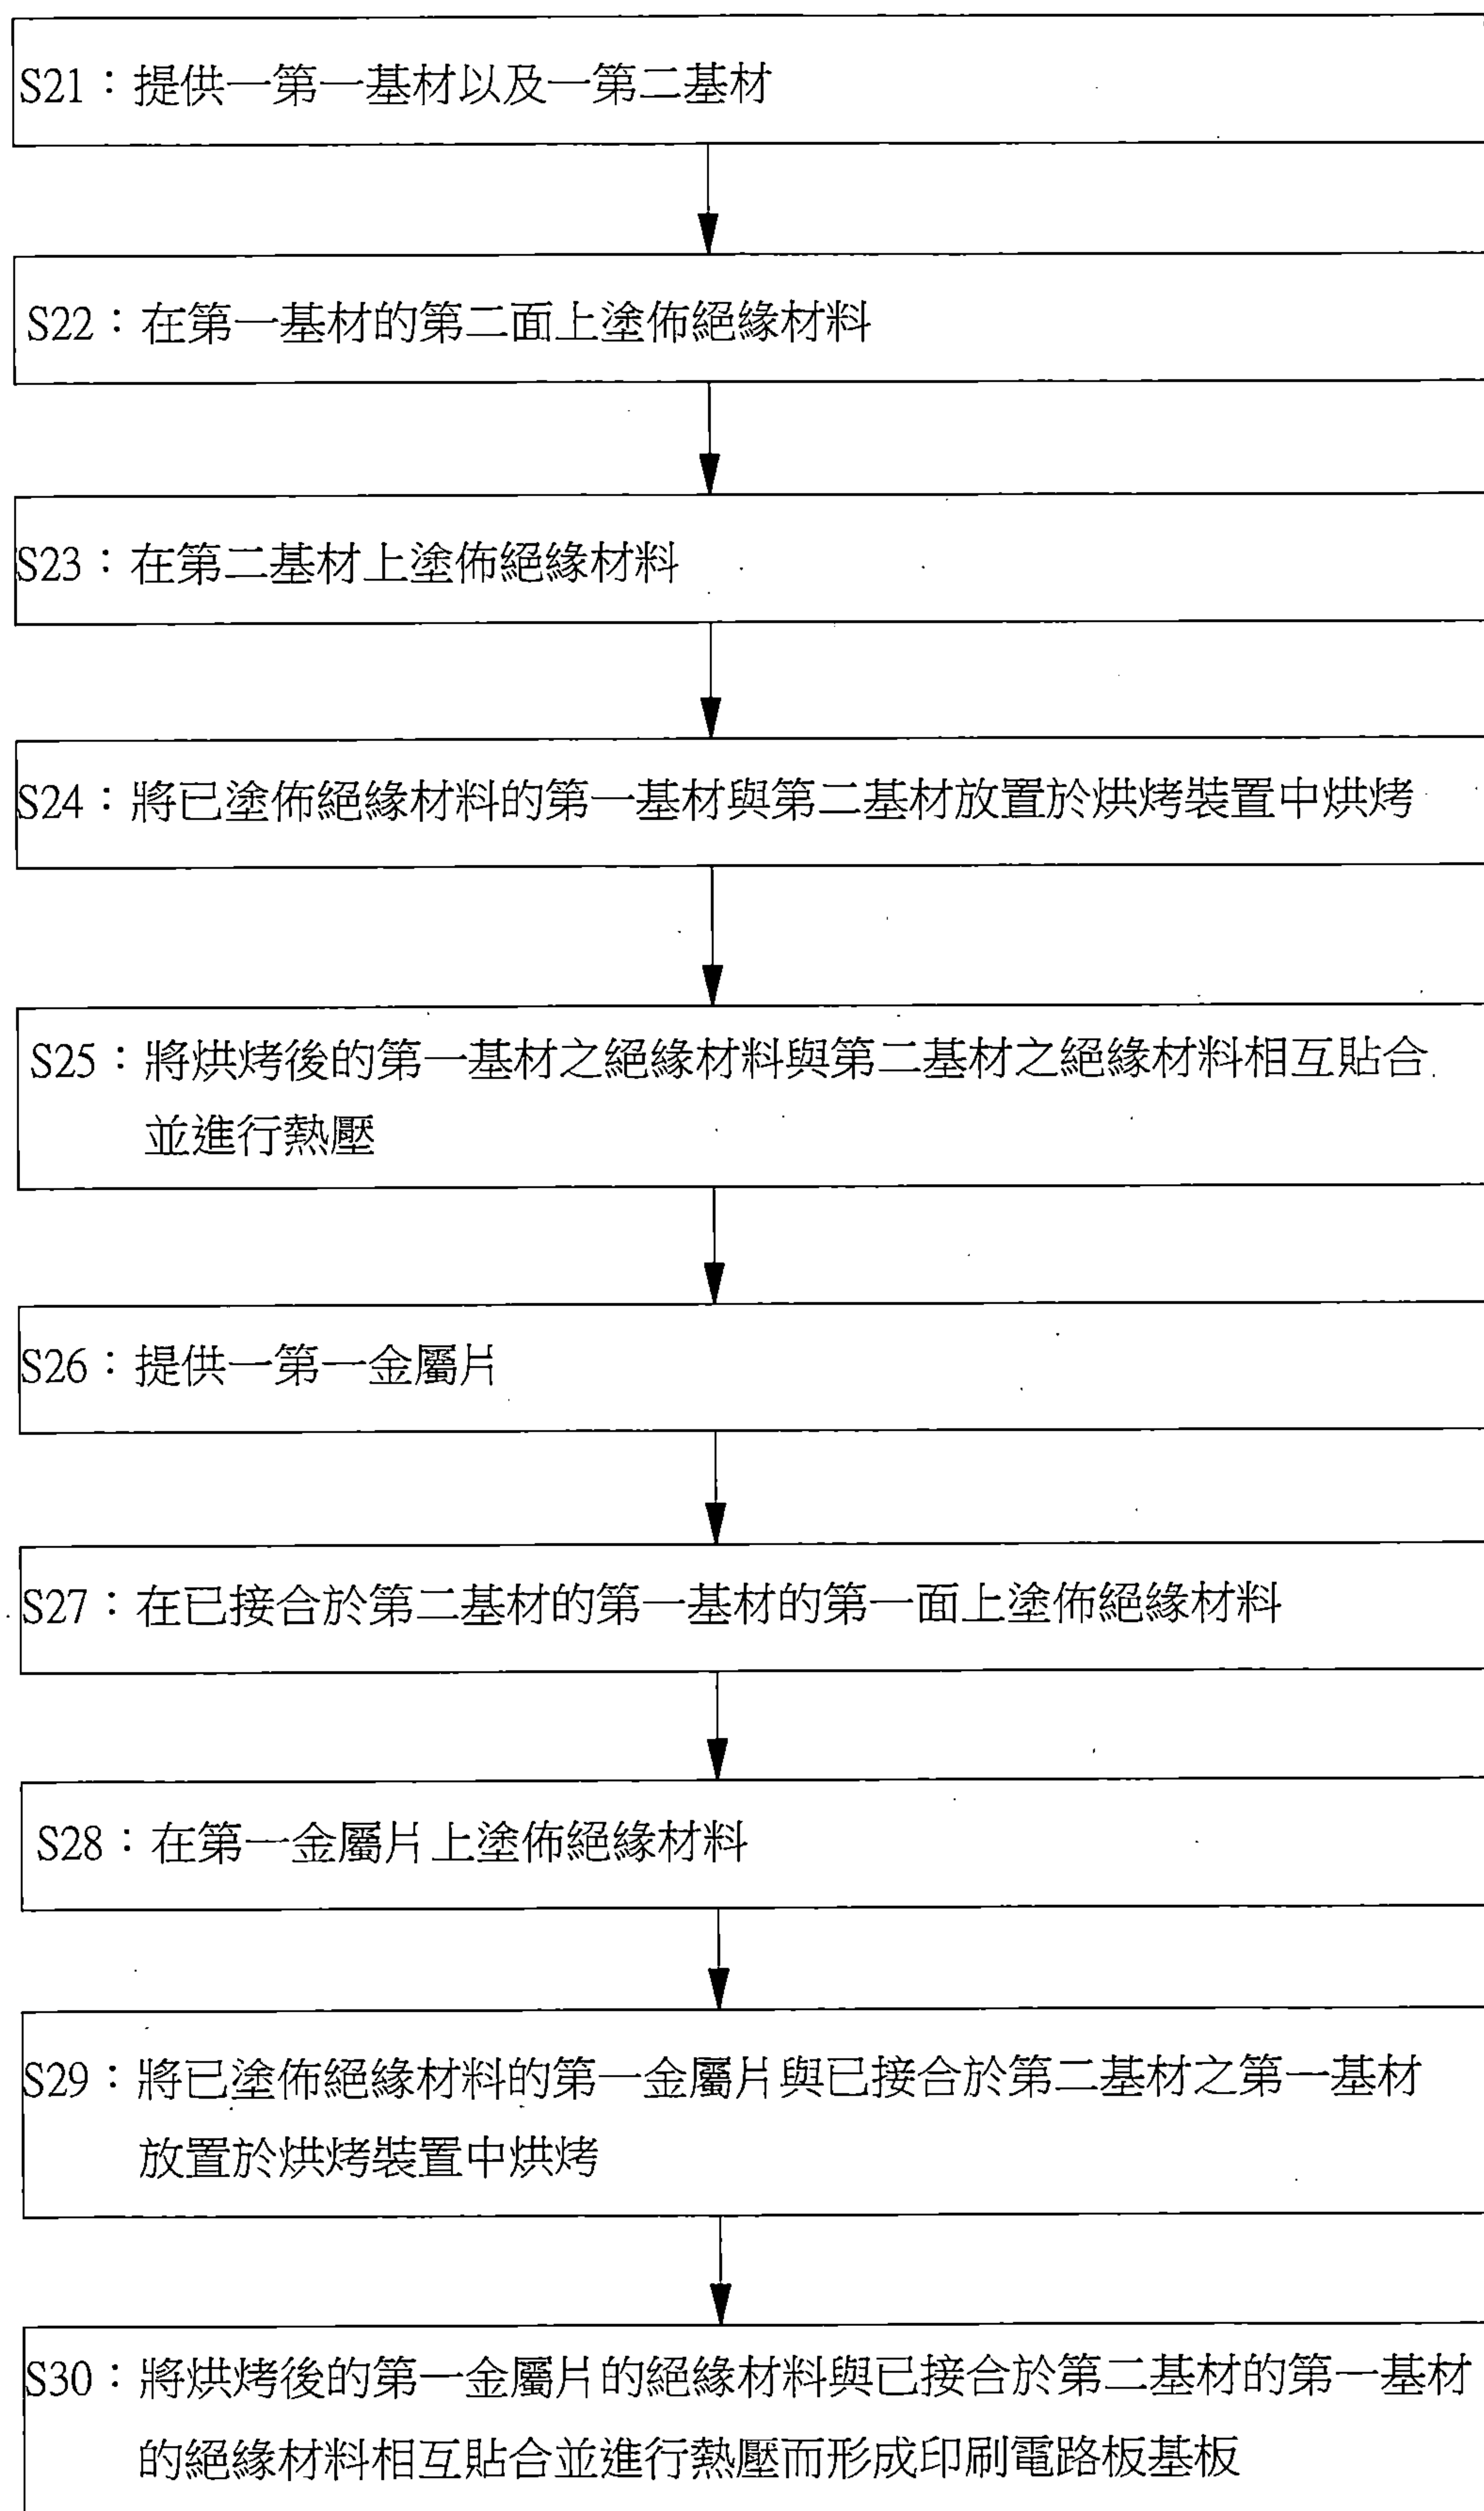 S21：提供一第一基材以及一第二基材
S22：在第一基材的第二面上塗佈絕緣材料
S23：在第二基材上塗佈絕緣材料
S24：將已塗佈絕緣材料的第一基材與第二基材放置於烘烤裝置中烘烤
S25：將烘烤後的第一基材之絕緣材料與第二基材之絕緣材料相互貼合
並進行熱壓
S26：提供一第一金屬片
S27：在已接合於第二基材的第一基材的第一面上塗佈絕緣材料
S28：在第一金屬片上塗佈絕緣材料
S29：將已塗佈絕緣材料的第一金屬片與已接合於第二基材之第一基材
放置於烘烤裝置中烘烤
S30：將烘烤後的第一金屬片的絕緣材料與已接合於第二基材的第一基材
的絕緣材料相互貼合並進行熱壓而形成印刷電路板基板